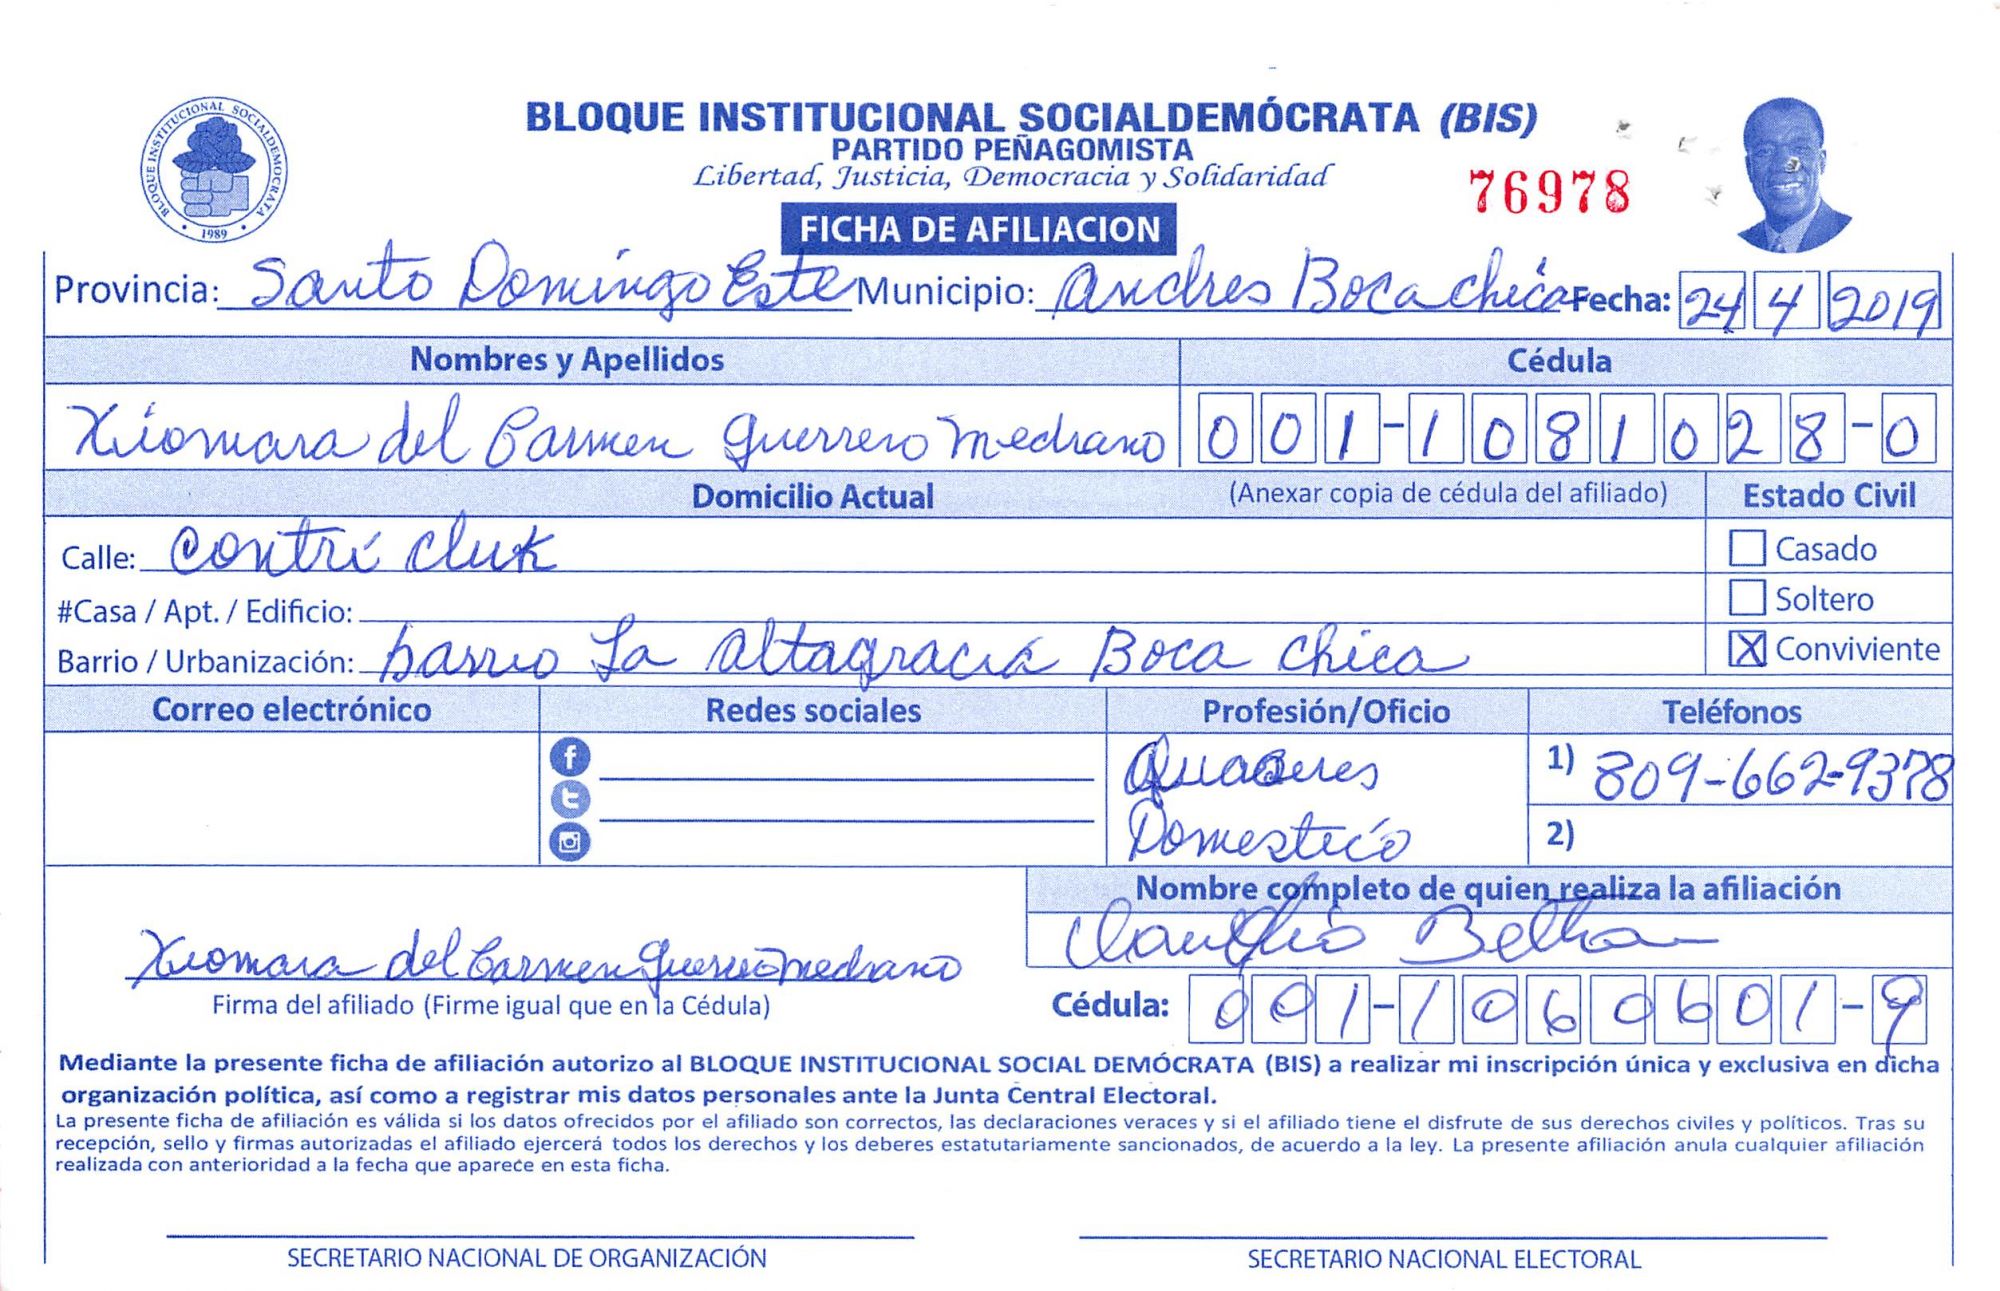 BLOQUE INSTITUCIONAL SOCIALDEMÓCRATA (BIS)
PARTIDO PEÑAGOMISTA
Libertad, Justicia, Democracia y Solidaridad
76978
BLOQUE INSTITUCIONAL SOCIALDEMOCRATA
1989
FICHA DE AFILIACION
Provincia: Santo Domingo Este Municipio: Andres Boca chica Fecha: 24 4 2019
Nombres y Apellidos Cédula
Xiomara del Carmen Guerrero Medrano 001-1081028-0
Domicilio Actual (Anexar copia de cédula del afiliado) Estado Civil
Calle: Contri cluk Casado
#Casa / Apt. / Edificio: Soltero
Barrio / Urbanización: barrio La altagracia Boca chica X Conviviente
Correo electrónico Redes sociales Profesión/Oficio Teléfonos
1) 809-662-9378
Domestico 2)
Nombre completo de quien realiza la afiliación
Claudio Beltra
Xiomara del Carmen Guerrero medrano
Firma del afiliado (Firme igual que en la Cédula) Cédula: 001-1060601-9
Mediante la presente ficha de afiliación autorizo al BLOQUE INSTITUCIONAL SOCIAL DEMÓCRATA (BIS) a realizar mi inscripción única y exclusiva en dicha
organización política, así como a registrar mis datos personales ante la Junta Central Electoral.
La presente ficha de afiliación es válida si los datos ofrecidos por el afiliado son correctos, las declaraciones veraces y si el afiliado tiene el disfrute de sus derechos civiles y políticos. Tras su
recepción, sello y firmas autorizadas el afiliado ejercerá todos los derechos y los deberes estatutariamente sancionados, de acuerdo a la ley. La presente afiliación anula cualquier afiliación
realizada con anterioridad a la fecha que aparece en esta ficha.
SECRETARIO NACIONAL DE ORGANIZACIÓN SECRETARIO NACIONAL ELECTORAL